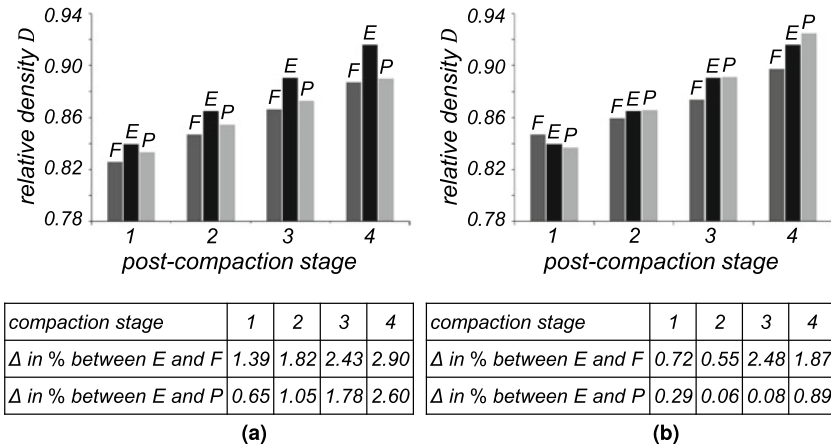 0.94
0.90
0.86
0.82
0.78
relative density D
F E P
F E P
F E P
F E P
1 2 3 4
post-compaction stage
compaction stage 1 2 3 4
Δ in % between E and F 1.39 1.82 2.43 2.90
Δ in % between E and P 0.65 1.05 1.78 2.60
(a)
0.94
0.90
0.86
0.82
0.78
relative density D
F E P
F E P
F E P
F E P
1 2 3 4
post-compaction stage
compaction stage 1 2 3 4
Δ in % between E and F 0.72 0.55 2.48 1.87
Δ in % between E and P 0.29 0.06 0.08 0.89
(b)